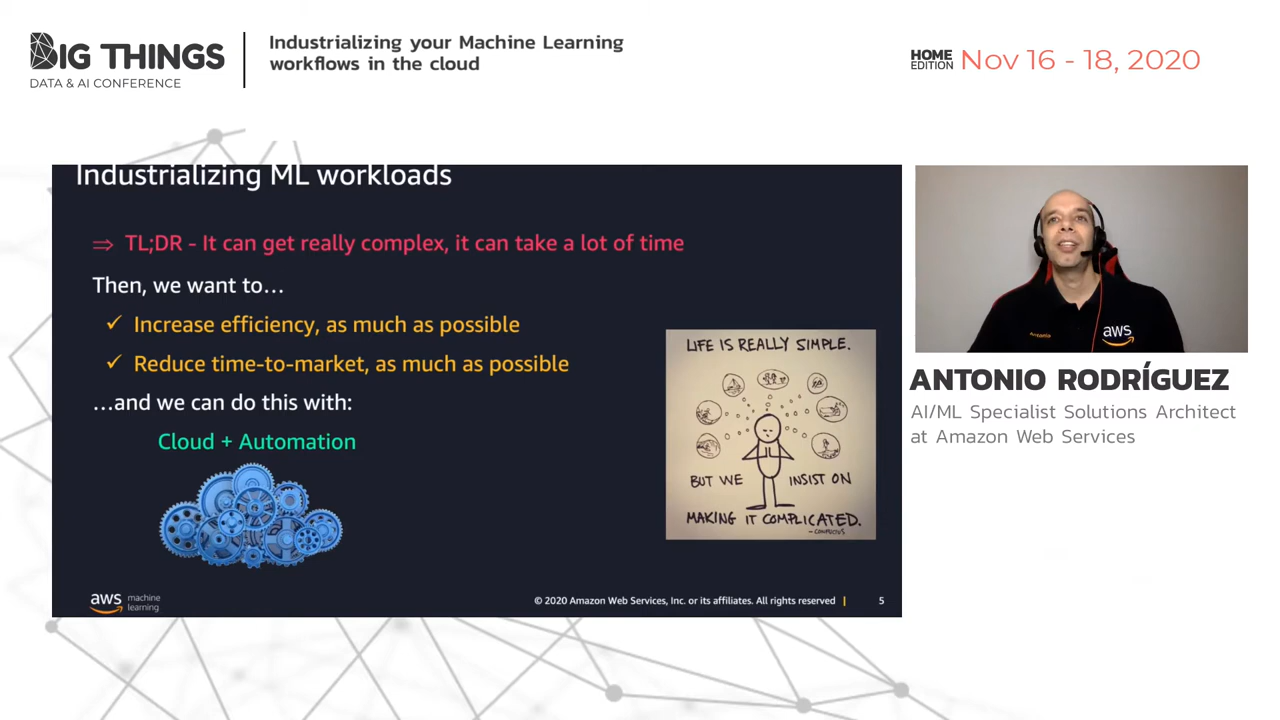 BIG THINGS
DATA & AI CONFERENCE
Industrializing your Machine Learning
workflows in the cloud
HOME
EDITION
Nov 16 - 18, 2020
Industrializing ML workloads
⇒ TL;DR - It can get really complex, it can take a lot of time
Then, we want to...
✓ Increase efficiency, as much as possible
✓ Reduce time-to-market, as much as possible
...and we can do this with:
Cloud + Automation
LIFE IS REALLY SIMPLE.
BUT WE INSIST ON
MAKING IT COMPLICATED.
- CONFUCIUS
aws machine
learning
© 2020 Amazon Web Services, Inc. or its affiliates. All rights reserved |
5
Antonio
aws
ANTONIO RODRÍGUEZ
AI/ML Specialist Solutions Architect
at Amazon Web Services